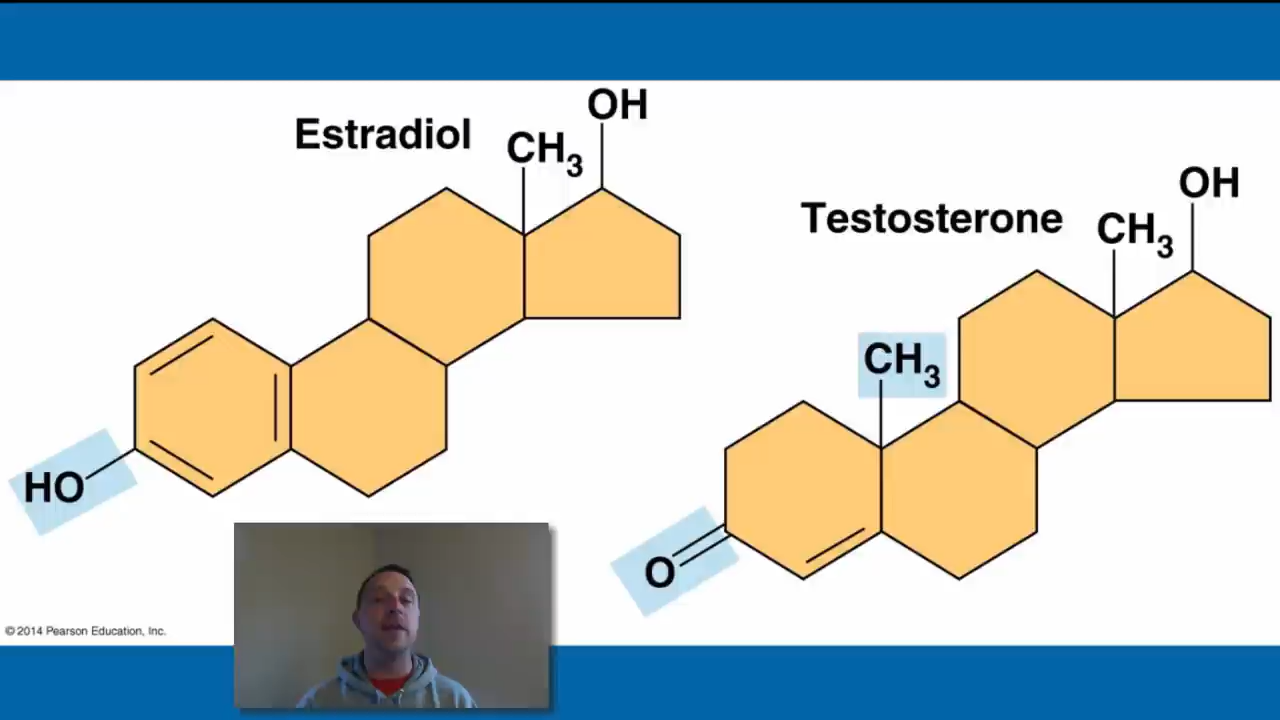 Estradiol
OH
CH3
HO
Testosterone
OH
CH3
CH3
O
© 2014 Pearson Education, Inc.